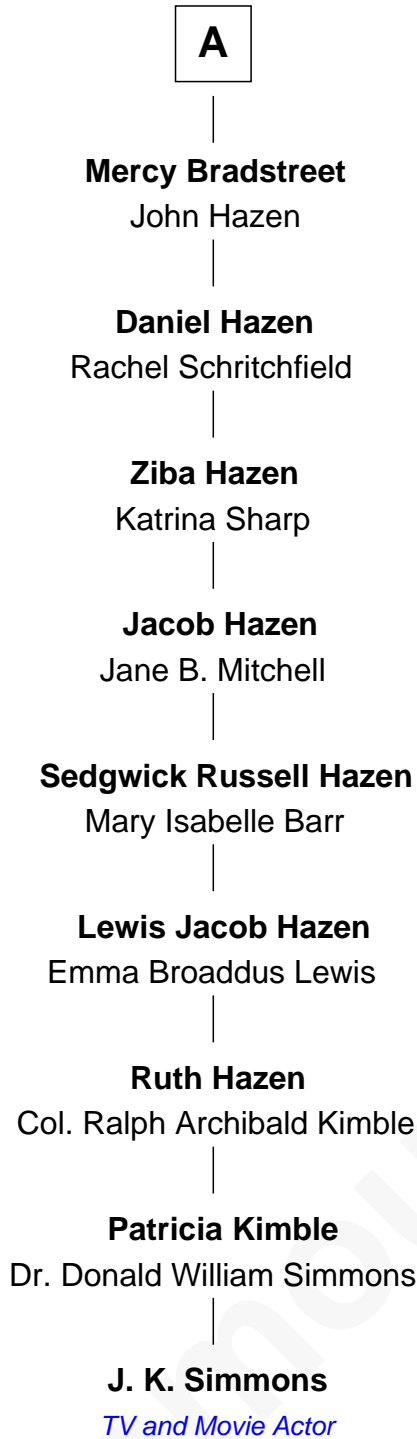 A
Mercy Bradstreet
John Hazen
Daniel Hazen
Rachel Schritchfield
Ziba Hazen
Katrina Sharp
Jacob Hazen
Jane B. Mitchell
Sedgwick Russell Hazen
Mary Isabelle Barr
Lewis Jacob Hazen
Emma Broaddus Lewis
Ruth Hazen
Col. Ralph Archibald Kimble
Patricia Kimble
Dr. Donald William Simmons
J. K. Simmons
TV and Movie Actor